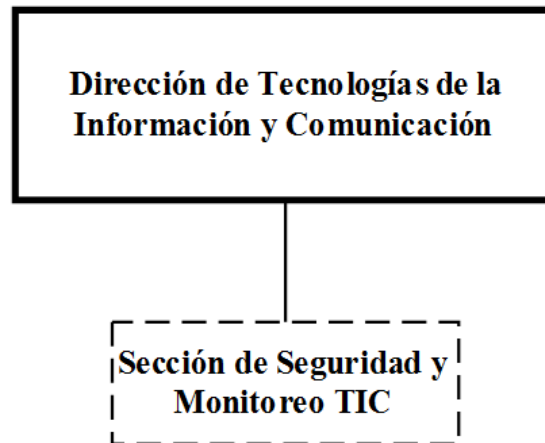 Dirección de Tecnologías de la
Información y Comunicación
Sección de Seguridad y
Monitoreo TIC